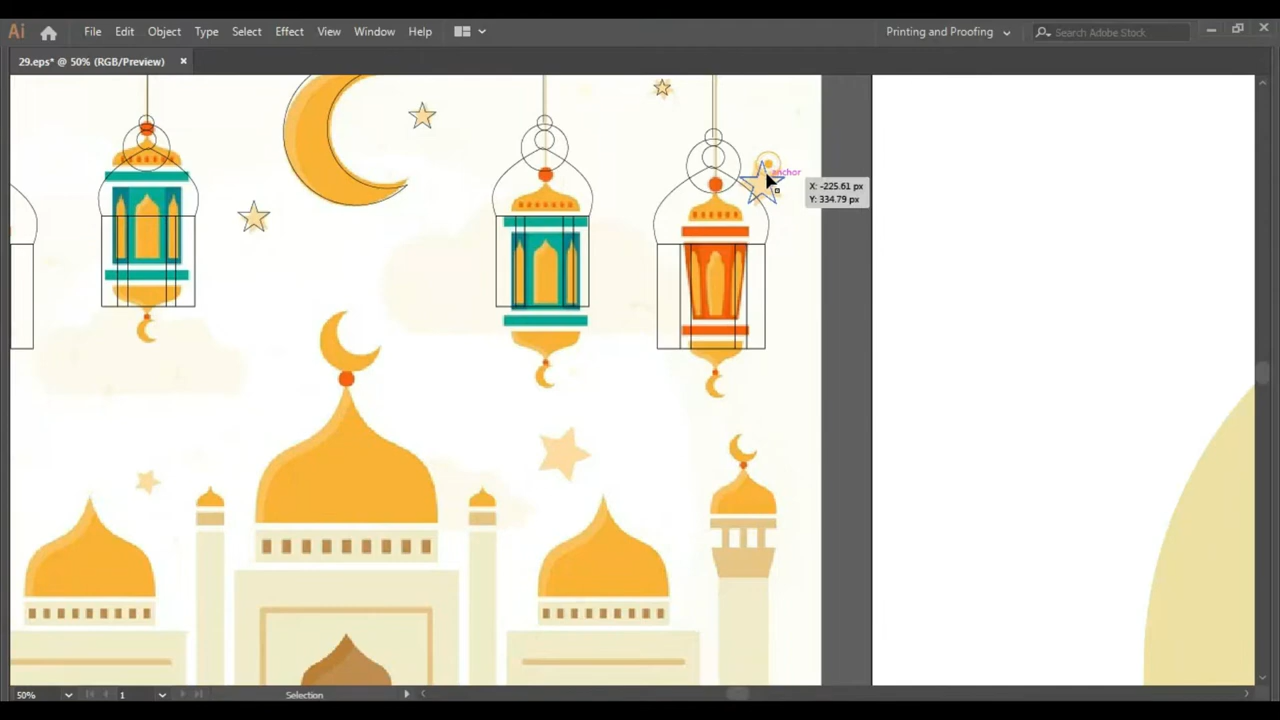 Ai File Edit Object Type Select Effect View Window Help Printing and Proofing Search Adobe Stock
29.eps* @ 50% (RGB/Preview) ×
anchor
X: -225.61 px
Y: 334.79 px
50% 1 Selection